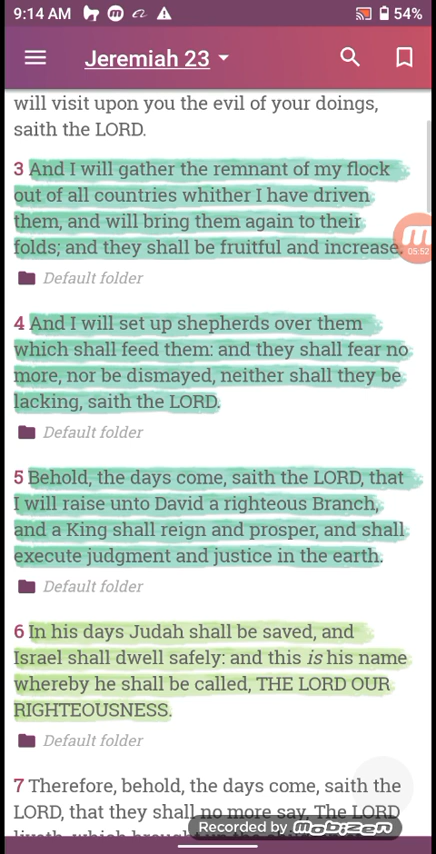 9:14 AM
54%
Jeremiah 23
will visit upon you the evil of your doings,
saith the LORD.
3 And I will gather the remnant of my flock
out of all countries whither I have driven
them, and will bring them again to their
folds; and they shall be fruitful and increase.
05:52
Default folder
4 And I will set up shepherds over them
which shall feed them: and they shall fear no
more, nor be dismayed, neither shall they be
lacking, saith the LORD.
Default folder
5 Behold, the days come, saith the LORD, that
I will raise unto David a righteous Branch,
and a King shall reign and prosper, and shall
execute judgment and justice in the earth.
Default folder
6 In his days Judah shall be saved, and
Israel shall dwell safely: and this is his name
whereby he shall be called, THE LORD OUR
RIGHTEOUSNESS.
Default folder
7 Therefore, behold, the days come, saith the
LORD, that they shall no more say, The LORD
liveth, which brought
Recorded by mobizen